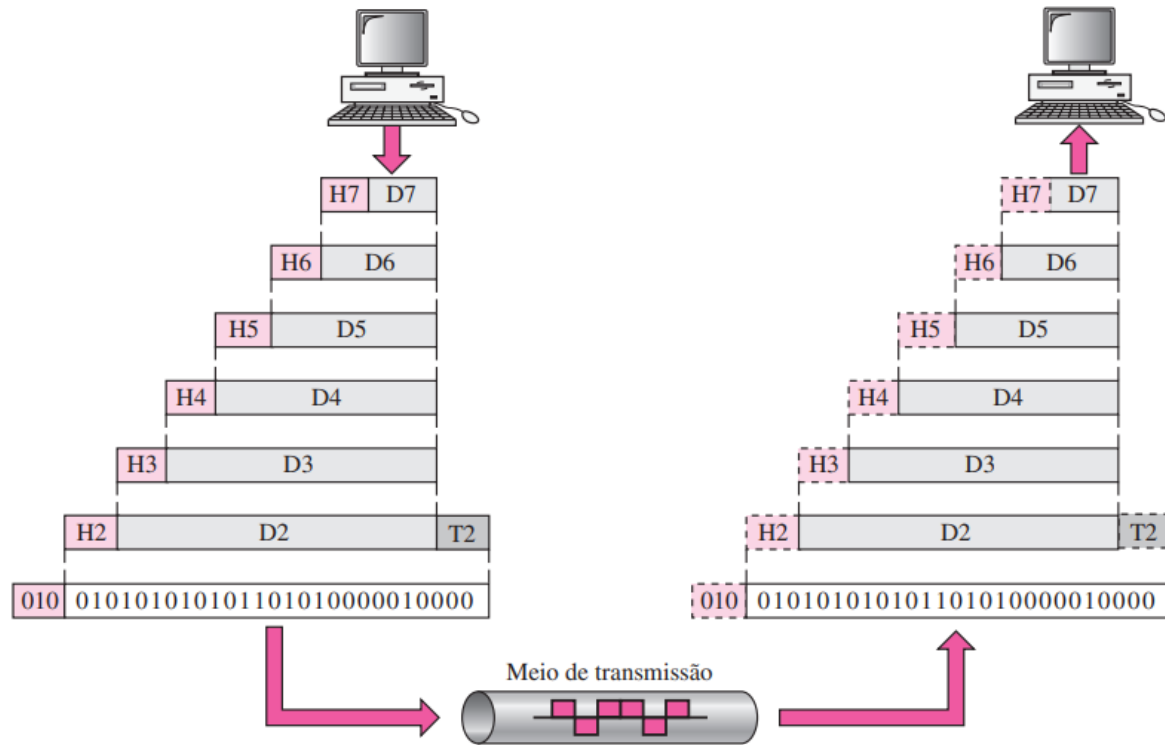 H7 D7
H6 D6
H5 D5
H4 D4
H3 D3
H2 D2 T2
010 010101010101101010000010000
H7 D7
H6 D6
H5 D5
H4 D4
H3 D3
H2 D2 T2
010 010101010101101010000010000
Meio de transmissão